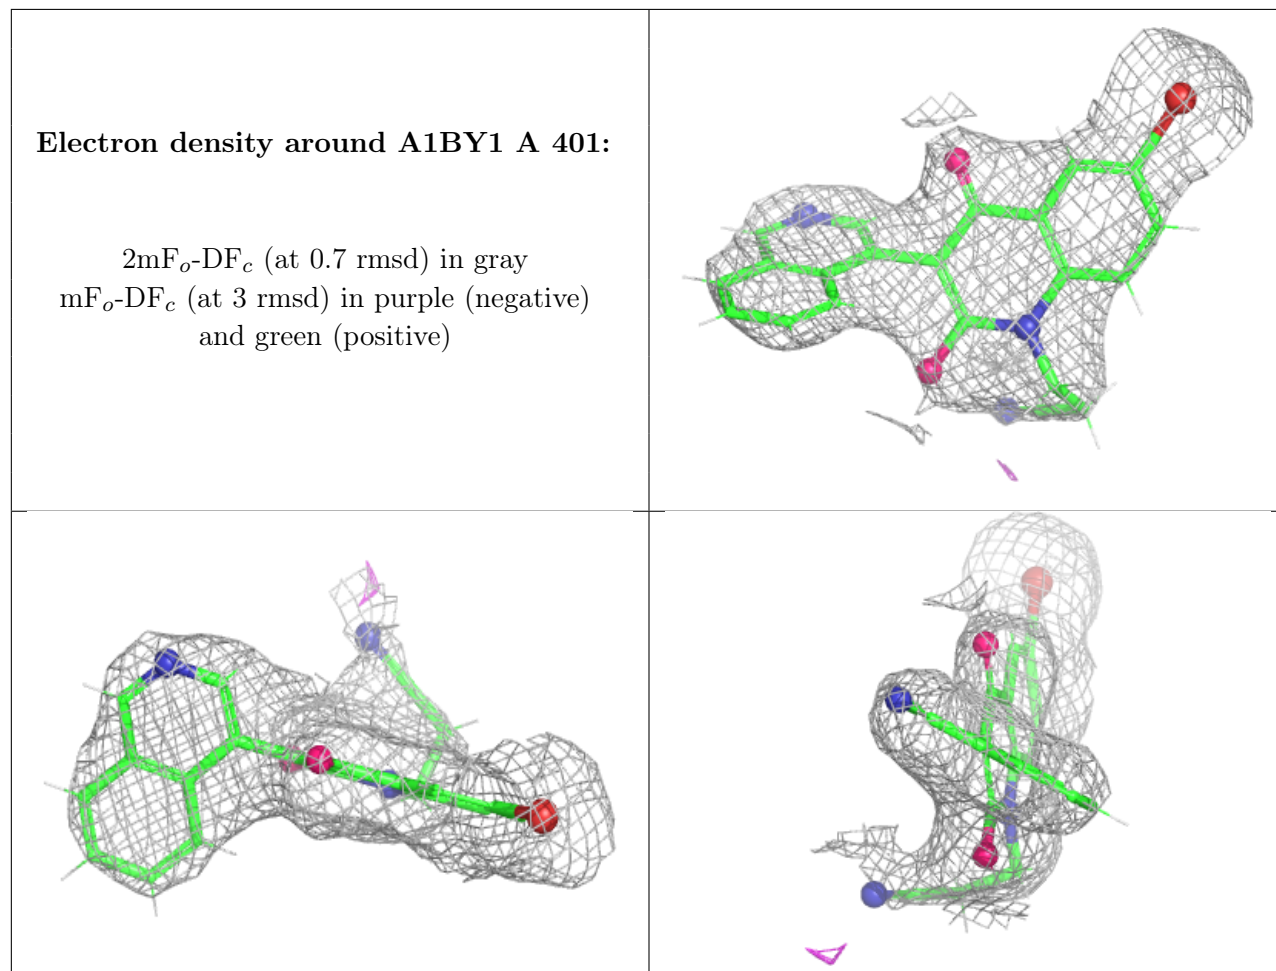 Electron density around A1BY1 A 401:
2mFo-DFc (at 0.7 rmsd) in gray
mFo-DFc (at 3 rmsd) in purple (negative)
and green (positive)